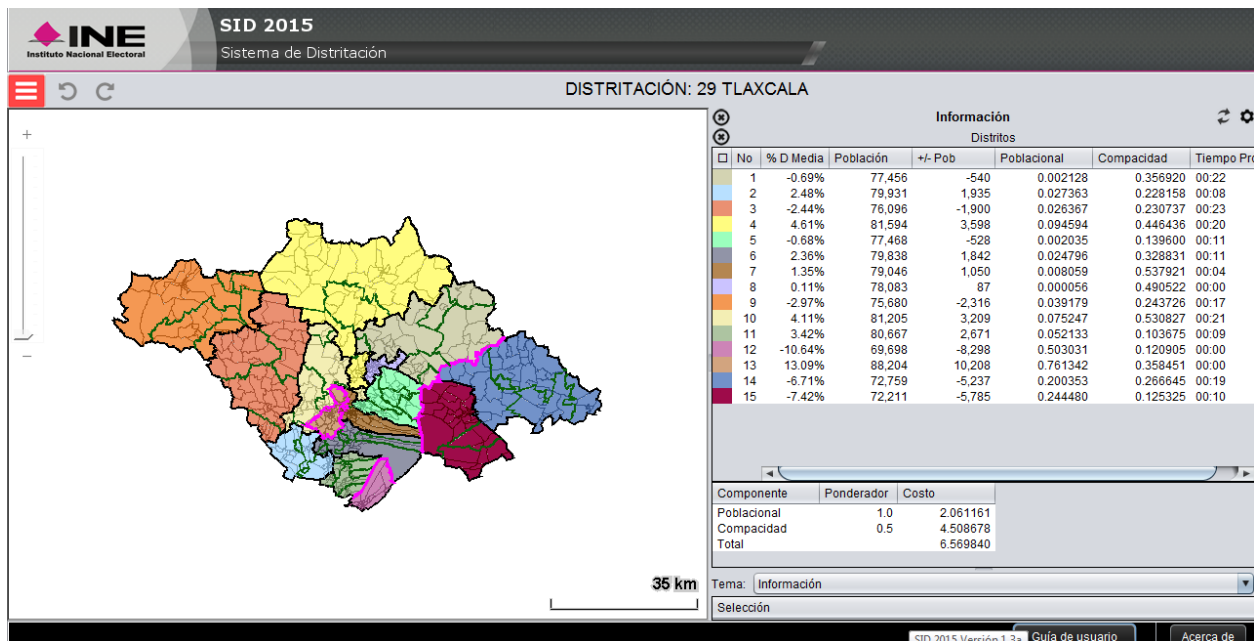 INE
Instituto Nacional Electoral
SID 2015
Sistema de Distritación
DISTRITACIÓN: 29 TLAXCALA
Información
Distritos
No % D Media Población +/- Pob Poblacional Compacidad Tiempo Pro
1 -0.69% 77,456 -540 0.002128 0.356920 00:22
2 2.48% 79,931 1,935 0.027363 0.228158 00:08
3 -2.44% 76,096 -1,900 0.026367 0.230737 00:23
4 4.61% 81,594 3,598 0.094594 0.446436 00:20
5 -0.68% 77,468 -528 0.002035 0.139600 00:11
6 2.36% 79,838 1,842 0.024796 0.328831 00:11
7 1.35% 79,046 1,050 0.008059 0.537921 00:04
8 0.11% 78,083 87 0.000056 0.490522 00:00
9 -2.97% 75,680 -2,316 0.039179 0.243726 00:17
10 4.11% 81,205 3,209 0.075247 0.530827 00:21
11 3.42% 80,667 2,671 0.052133 0.103675 00:09
12 -10.64% 69,698 -8,298 0.503031 0.120905 00:00
13 13.09% 88,204 10,208 0.761342 0.358451 00:00
14 -6.71% 72,759 -5,237 0.200353 0.266645 00:19
15 -7.42% 72,211 -5,785 0.244480 0.125325 00:10
Componente Ponderador Costo
Poblacional 1.0 2.061161
Compacidad 0.5 4.508678
Total 6.569840
35 km
Tema: Información
Selección
SID 2015 Versión 1.3a
Guía de usuario
Acerca de